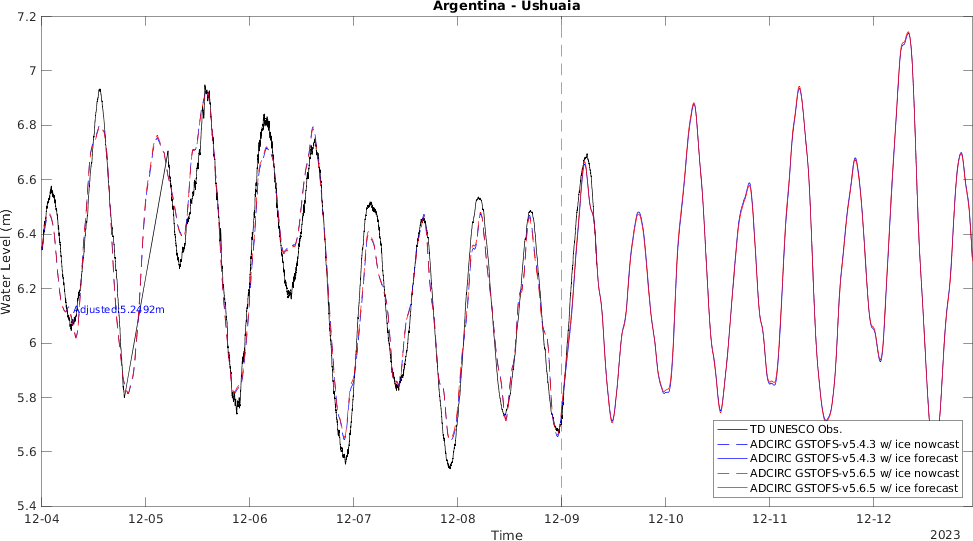 Argentina - Ushuaia
7.2
7
6.8
6.6
6.4
6.2
6
5.8
5.6
5.4
Water Level (m)
Adjusted:5.2492m
TD UNESCO Obs.
ADCIRC GSTOFS-v5.4.3 w/ ice nowcast
ADCIRC GSTOFS-v5.4.3 w/ ice forecast
ADCIRC GSTOFS-v5.6.5 w/ ice nowcast
ADCIRC GSTOFS-v5.6.5 w/ ice forecast
12-04 12-05 12-06 12-07 12-08 12-09 12-10 12-11 12-12
Time
2023